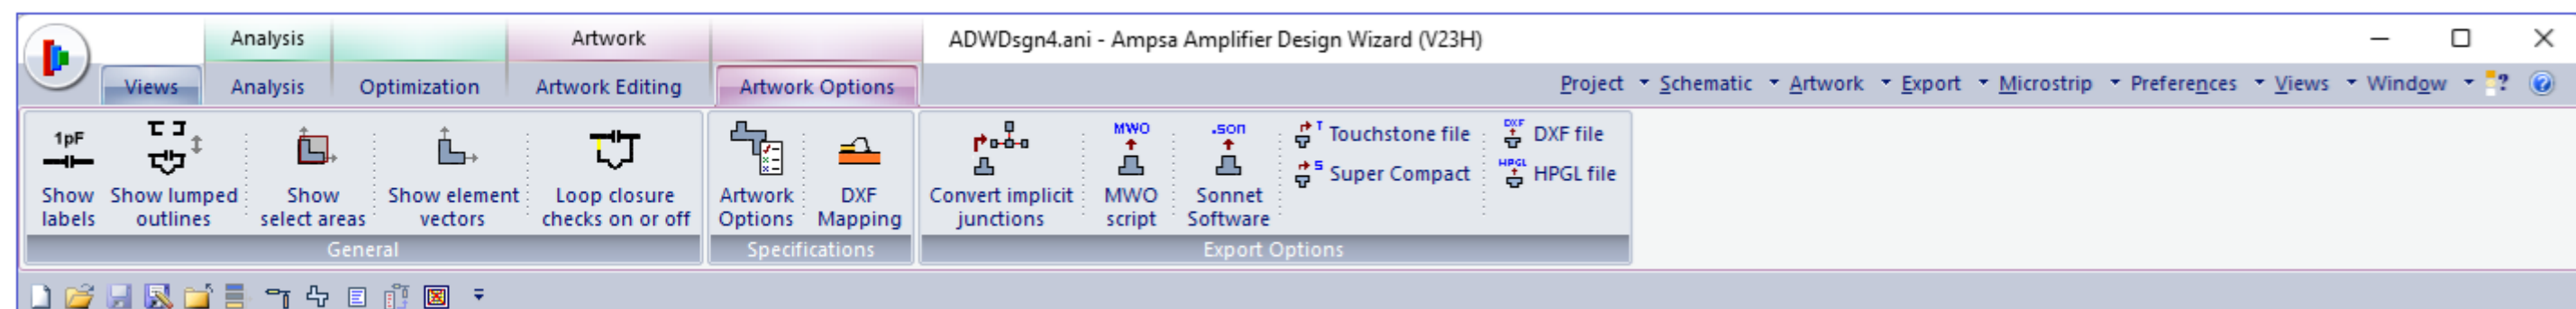 Analysis Artwork ADWDsgn4.ani - Ampsa Amplifier Design Wizard (V23H)
Views Analysis Optimization Artwork Editing Artwork Options Project Schematic Artwork Export Microstrip Preferences Views Window ?
1pF
Show labels
Show lumped outlines
Show select areas
Show element vectors
Loop closure checks on or off
General
Artwork Options
DXF Mapping
Specifications
Convert implicit junctions
MWO
MWO script
.son
Sonnet Software
T Touchstone file
S Super Compact
DXF DXF file
HPGL HPGL file
Export Options